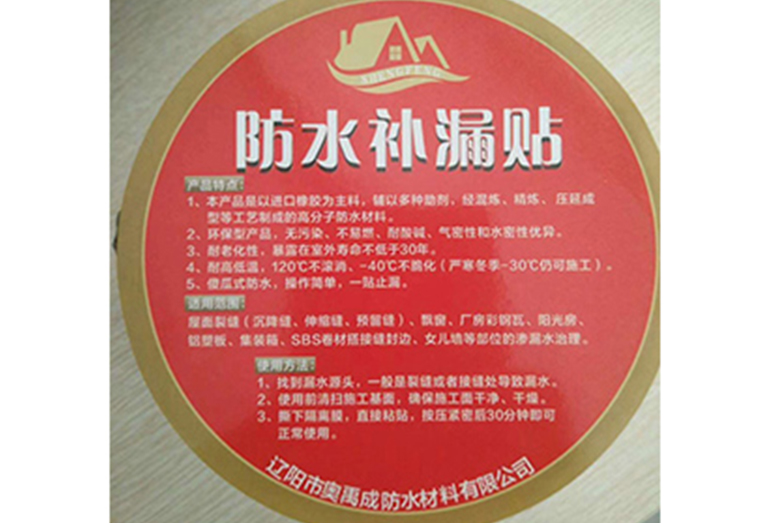 防水补漏贴
产品特点：
1、本产品是以进口橡胶为主料，辅以多种助剂、经混炼、精炼、压延成
型等工艺制成的高分子防水材料。
2、环保型产品，无污染、不易燃、耐酸碱、气密性和水密性优异。
3、耐老化性，暴露在室外寿命不低于30年。
4、耐高低温，120℃不滚淌、-40℃不脆化（严寒冬季-30℃仍可施工）。
5、傻瓜式防水，操作简单，一贴止漏。
适用范围：
屋面裂缝（沉降缝、伸缩缝、预留缝）、飘窗、厂房彩钢瓦、阳光房、
铝塑板、集装箱、SBS卷材搭接缝封边、女儿墙等部位的渗漏水治理。
使用方法：
1、找到漏水源头，一般是裂缝或者接缝处导致漏水。
2、使用前清扫施工基面，确保施工面干净、干燥。
3、撕下隔离膜，直接粘贴，按压紧密后30分钟即可
正常使用。
辽阳市奥禹成防水材料有限公司